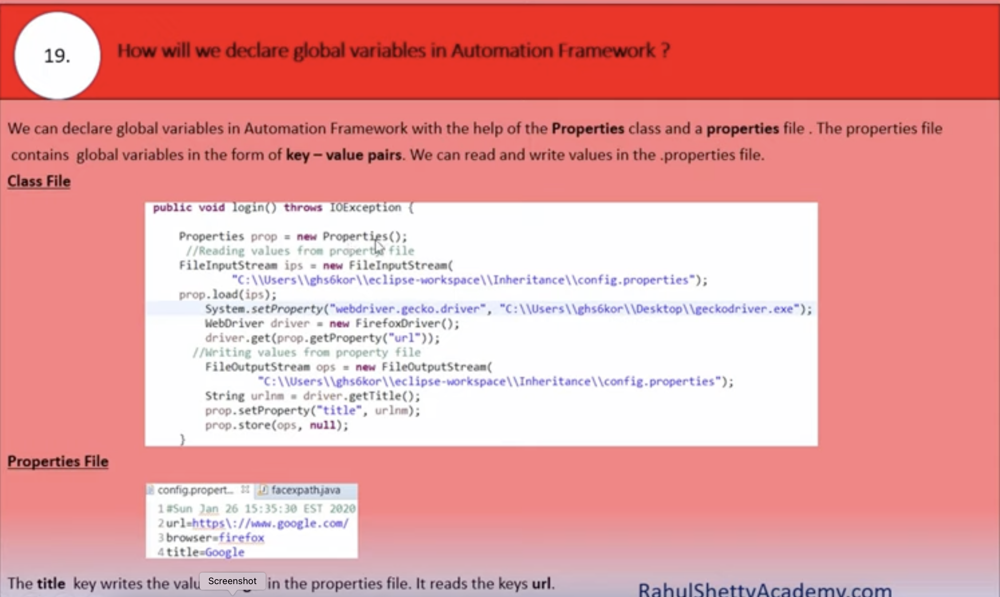 19.
How will we declare global variables in Automation Framework ?
We can declare global variables in Automation Framework with the help of the Properties class and a properties file . The properties file
contains global variables in the form of key – value pairs. We can read and write values in the .properties file.
Class File
public void login() throws IOException {
Properties prop = new Properties();
//Reading values from property file
FileInputStream ips = new FileInputStream(
"C:\\Users\\ghs6kor\\eclipse-workspace\\Inheritance\\config.properties");
prop.load(ips);
System.setProperty("webdriver.gecko.driver", "C:\\Users\\ghs6kor\\Desktop\\geckodriver.exe");
WebDriver driver = new FirefoxDriver();
driver.get(prop.getProperty("url"));
//Writing values from property file
FileOutputStream ops = new FileOutputStream(
"C:\\Users\\ghs6kor\\eclipse-workspace\\Inheritance\\config.properties");
String urlnm = driver.getTitle();
prop.setProperty("title", urlnm);
prop.store(ops, null);
}
Properties File
config.propert... facexpath.java
1 #Sun Jan 26 15:35:30 EST 2020
2 url=https\://www.google.com/
3 browser=firefox
4 title=Google
The title key writes the in the properties file. It reads the keys url.
Screenshot
RahulShettyAcademy.com